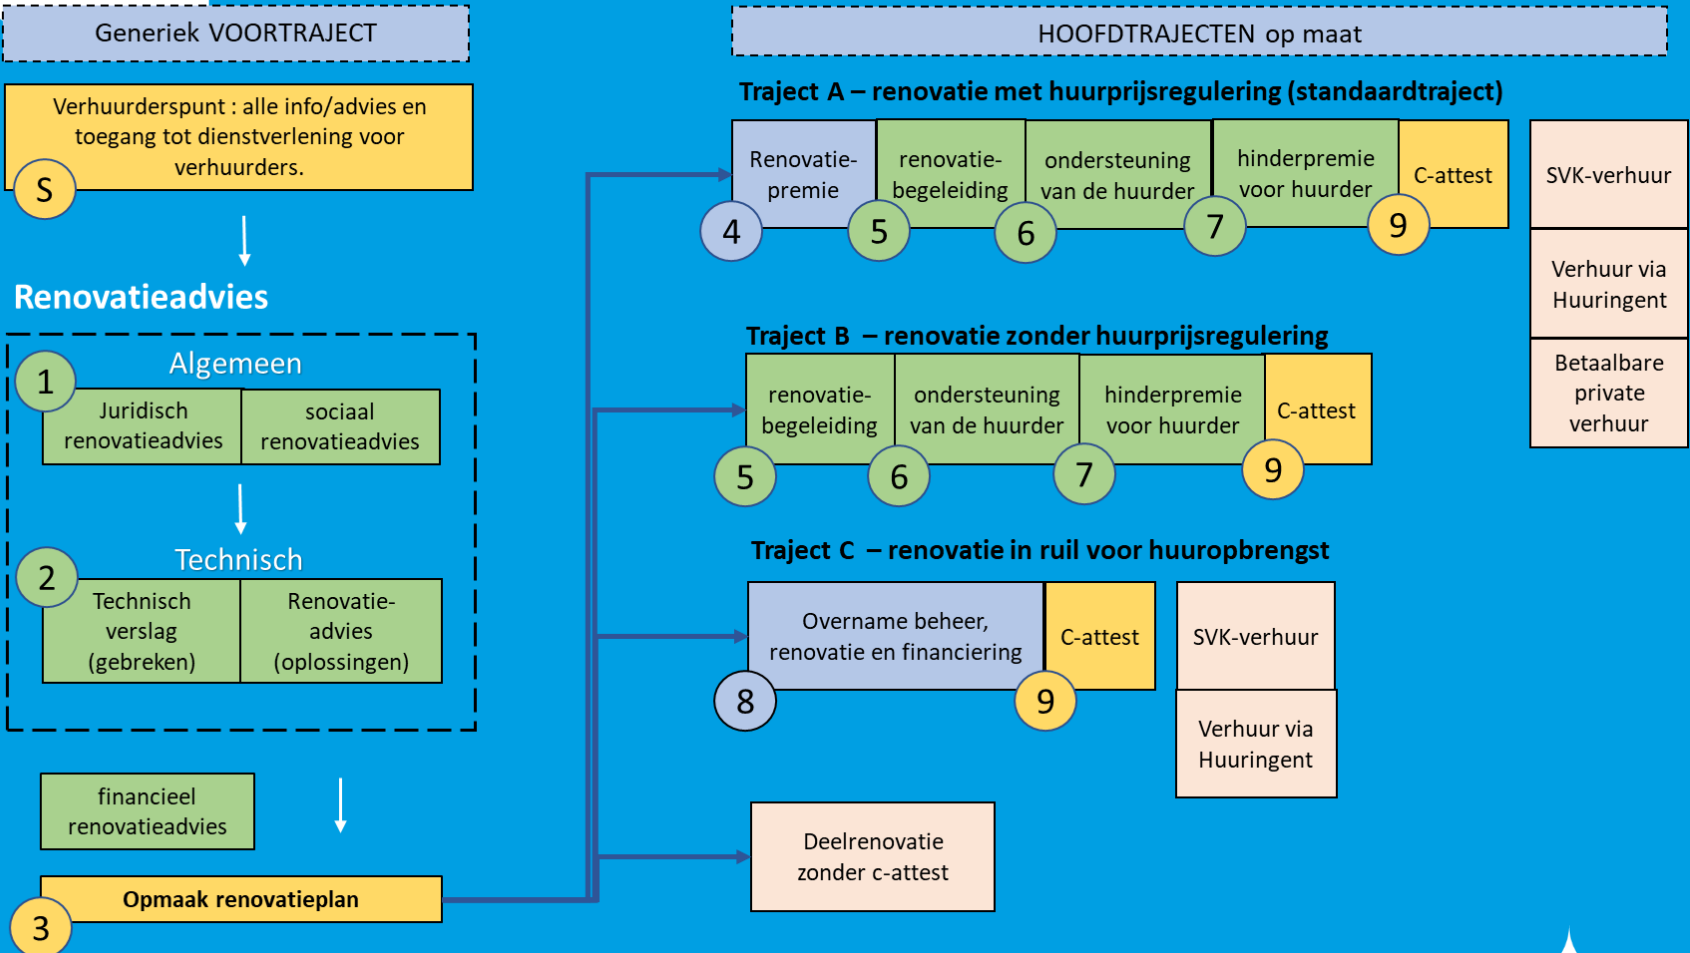 Generiek VOORTRAJECT
Verhuurderspunt : alle info/advies en
toegang tot dienstverlening voor
verhuurders.
S
Renovatieadvies
Algemeen
1
Juridisch
renovatieadvies
sociaal
renovatieadvies
Technisch
2
Technisch
verslag
(gebreken)
Renovatie-
advies
(oplossingen)
financieel
renovatieadvies
Opmaak renovatieplan
3
HOOFDTRAJECTEN op maat
Traject A – renovatie met huurprijsregulering (standaardtraject)
Renovatie-
premie
renovatie-
begeleiding
ondersteuning
van de huurder
hinderpremie
voor huurder
C-attest
4
5
6
7
9
SVK-verhuur
Verhuur via
Huuringent
Betaalbare
private
verhuur
Traject B – renovatie zonder huurprijsregulering
renovatie-
begeleiding
ondersteuning
van de huurder
hinderpremie
voor huurder
C-attest
5
6
7
9
Traject C – renovatie in ruil voor huuropbrengst
Overname beheer,
renovatie en financiering
C-attest
8
9
SVK-verhuur
Verhuur via
Huuringent
Deelrenovatie
zonder c-attest